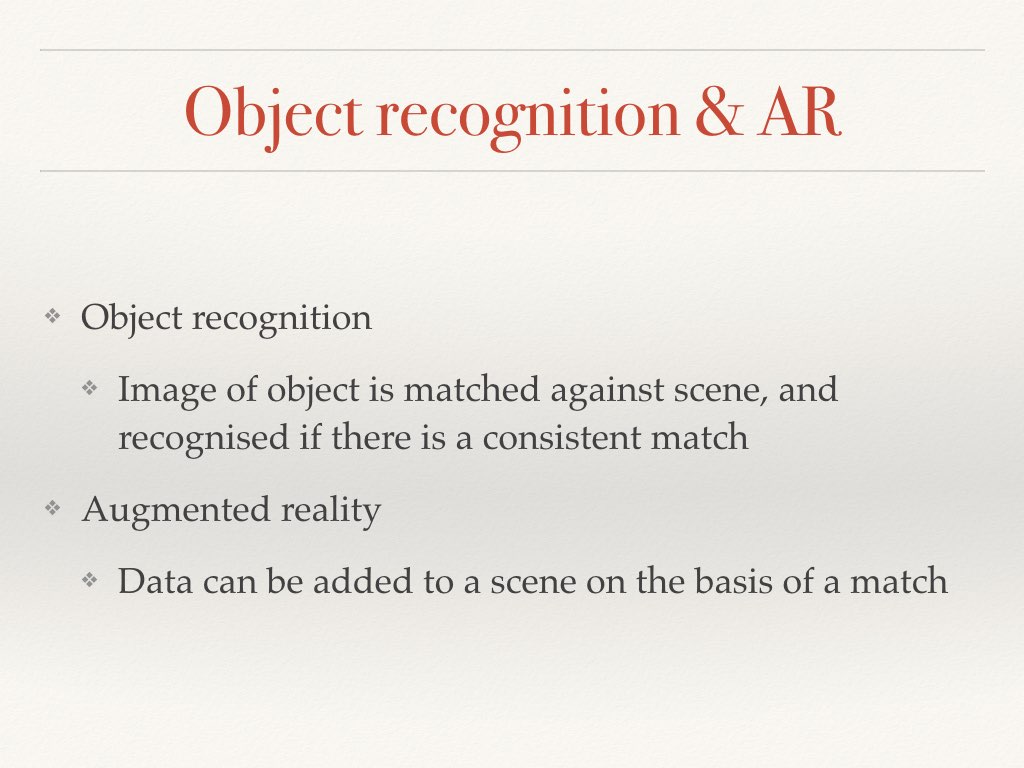 Object recognition & AR
❖ Object recognition
❖ Image of object is matched against scene, and
recognised if there is a consistent match
❖ Augmented reality
❖ Data can be added to a scene on the basis of a match